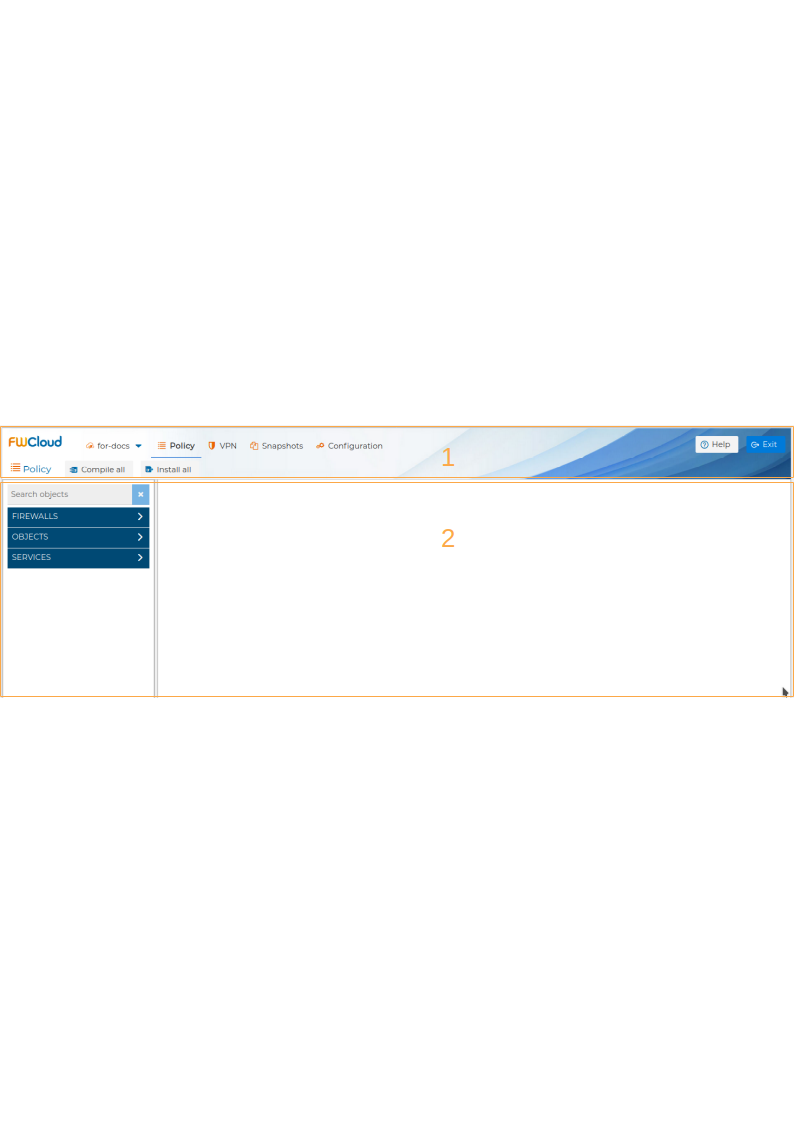 FWCloud for-docs Policy VPN Snapshots Configuration Help Exit
1
Policy Compile all Install all
Search objects
FIREWALLS
OBJECTS
SERVICES
2